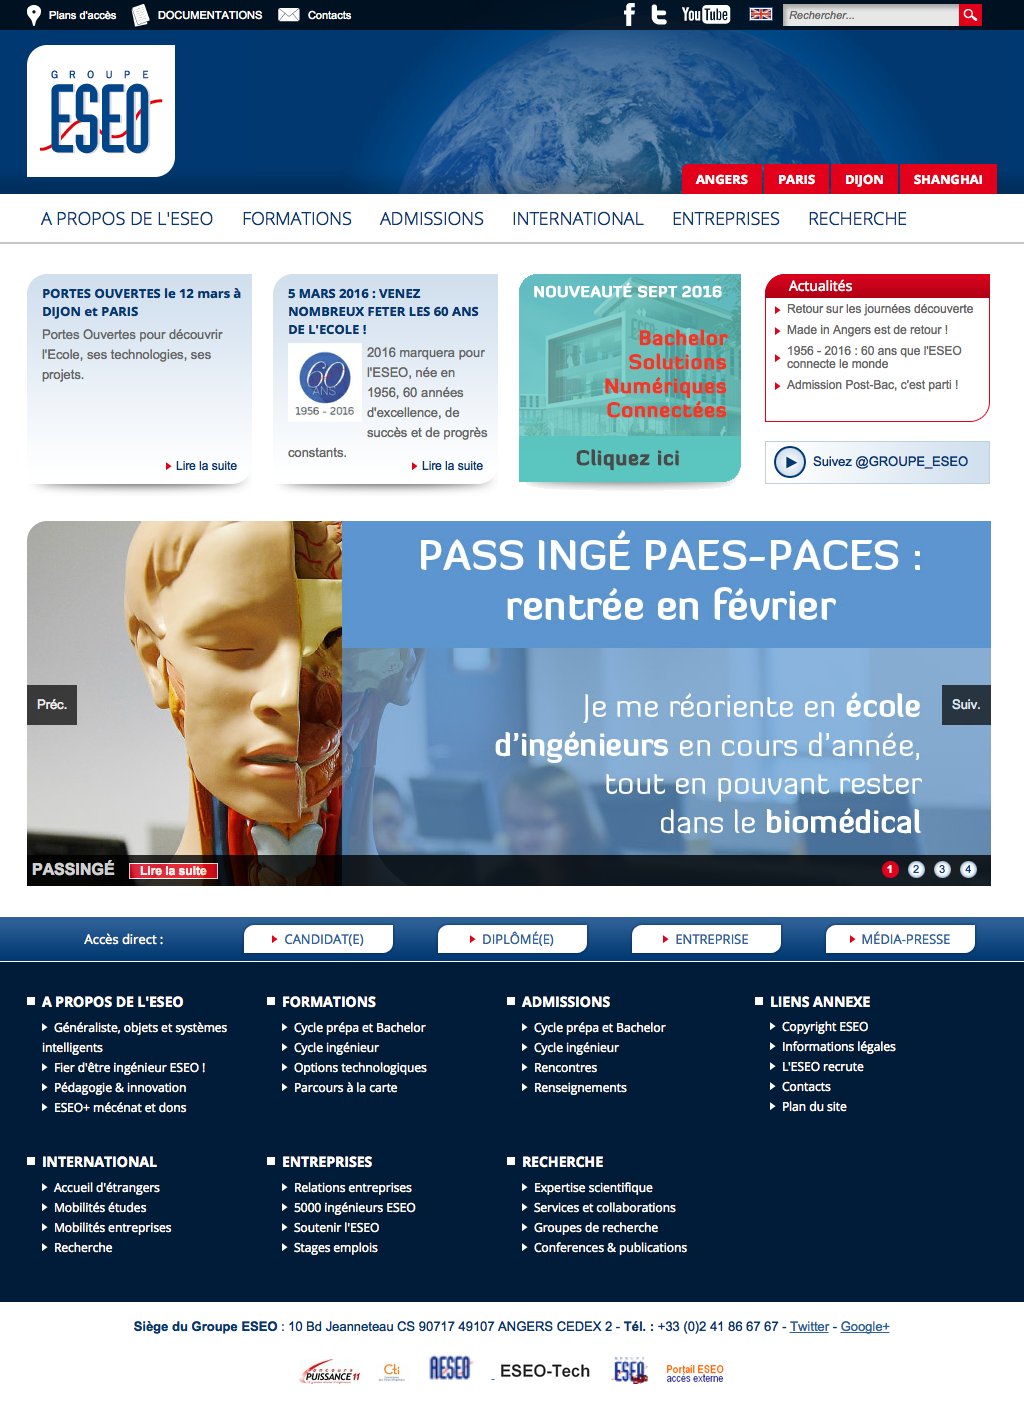 Plans d'accès
DOCUMENTATIONS
Contacts
You Tube
Rechercher...
GROUPE
ESEO
ANGERS
PARIS
DIJON
SHANGHAI
A PROPOS DE L'ESEO
FORMATIONS
ADMISSIONS
INTERNATIONAL
ENTREPRISES
RECHERCHE
PORTES OUVERTES le 12 mars à
DIJON et PARIS
Portes Ouvertes pour découvrir
l'Ecole, ses technologies, ses
projets.
Lire la suite
5 MARS 2016 : VENEZ
NOMBREUX FETER LES 60 ANS
DE L'ECOLE !
60
ANS
1956 - 2016
2016 marquera pour
l'ESEO, née en
1956, 60 années
d'excellence, de
succès et de progrès
constants.
Lire la suite
NOUVEAUTÉ SEPT 2016
Bachelor
Solutions
Numériques
Connectées
Cliquez ici
Actualités
Retour sur les journées découverte
Made in Angers est de retour !
1956 - 2016 : 60 ans que l'ESEO
connecte le monde
Admission Post-Bac, c'est parti !
Suivez @GROUPE_ESEO
PASS INGÉ PAES-PACES :
rentrée en février
Je me réoriente en école
d'ingénieurs en cours d'année,
tout en pouvant rester
dans le biomédical
Préc.
Suiv.
PASSINGÉ
Lire la suite
1 2 3 4
Accès direct :
CANDIDAT(E)
DIPLÔMÉ(E)
ENTREPRISE
MÉDIA-PRESSE
A PROPOS DE L'ESEO
Généraliste, objets et systèmes
intelligents
Fier d'être ingénieur ESEO !
Pédagogie & innovation
ESEO+ mécénat et dons
FORMATIONS
Cycle prépa et Bachelor
Cycle ingénieur
Options technologiques
Parcours à la carte
ADMISSIONS
Cycle prépa et Bachelor
Cycle ingénieur
Rencontres
Renseignements
LIENS ANNEXE
Copyright ESEO
Informations légales
L'ESEO recrute
Contacts
Plan du site
INTERNATIONAL
Accueil d'étrangers
Mobilités études
Mobilités entreprises
Recherche
ENTREPRISES
Relations entreprises
5000 ingénieurs ESEO
Soutenir l'ESEO
Stages emplois
RECHERCHE
Expertise scientifique
Services et collaborations
Groupes de recherche
Conferences & publications
Siège du Groupe ESEO : 10 Bd Jeanneteau CS 90717 49107 ANGERS CEDEX 2 - Tél. : +33 (0)2 41 86 67 67 - Twitter - Google+
concours
PUISSANCE 11
Cti
AESEO
ESEO-Tech
ESEO
Portail ESEO
accès externe